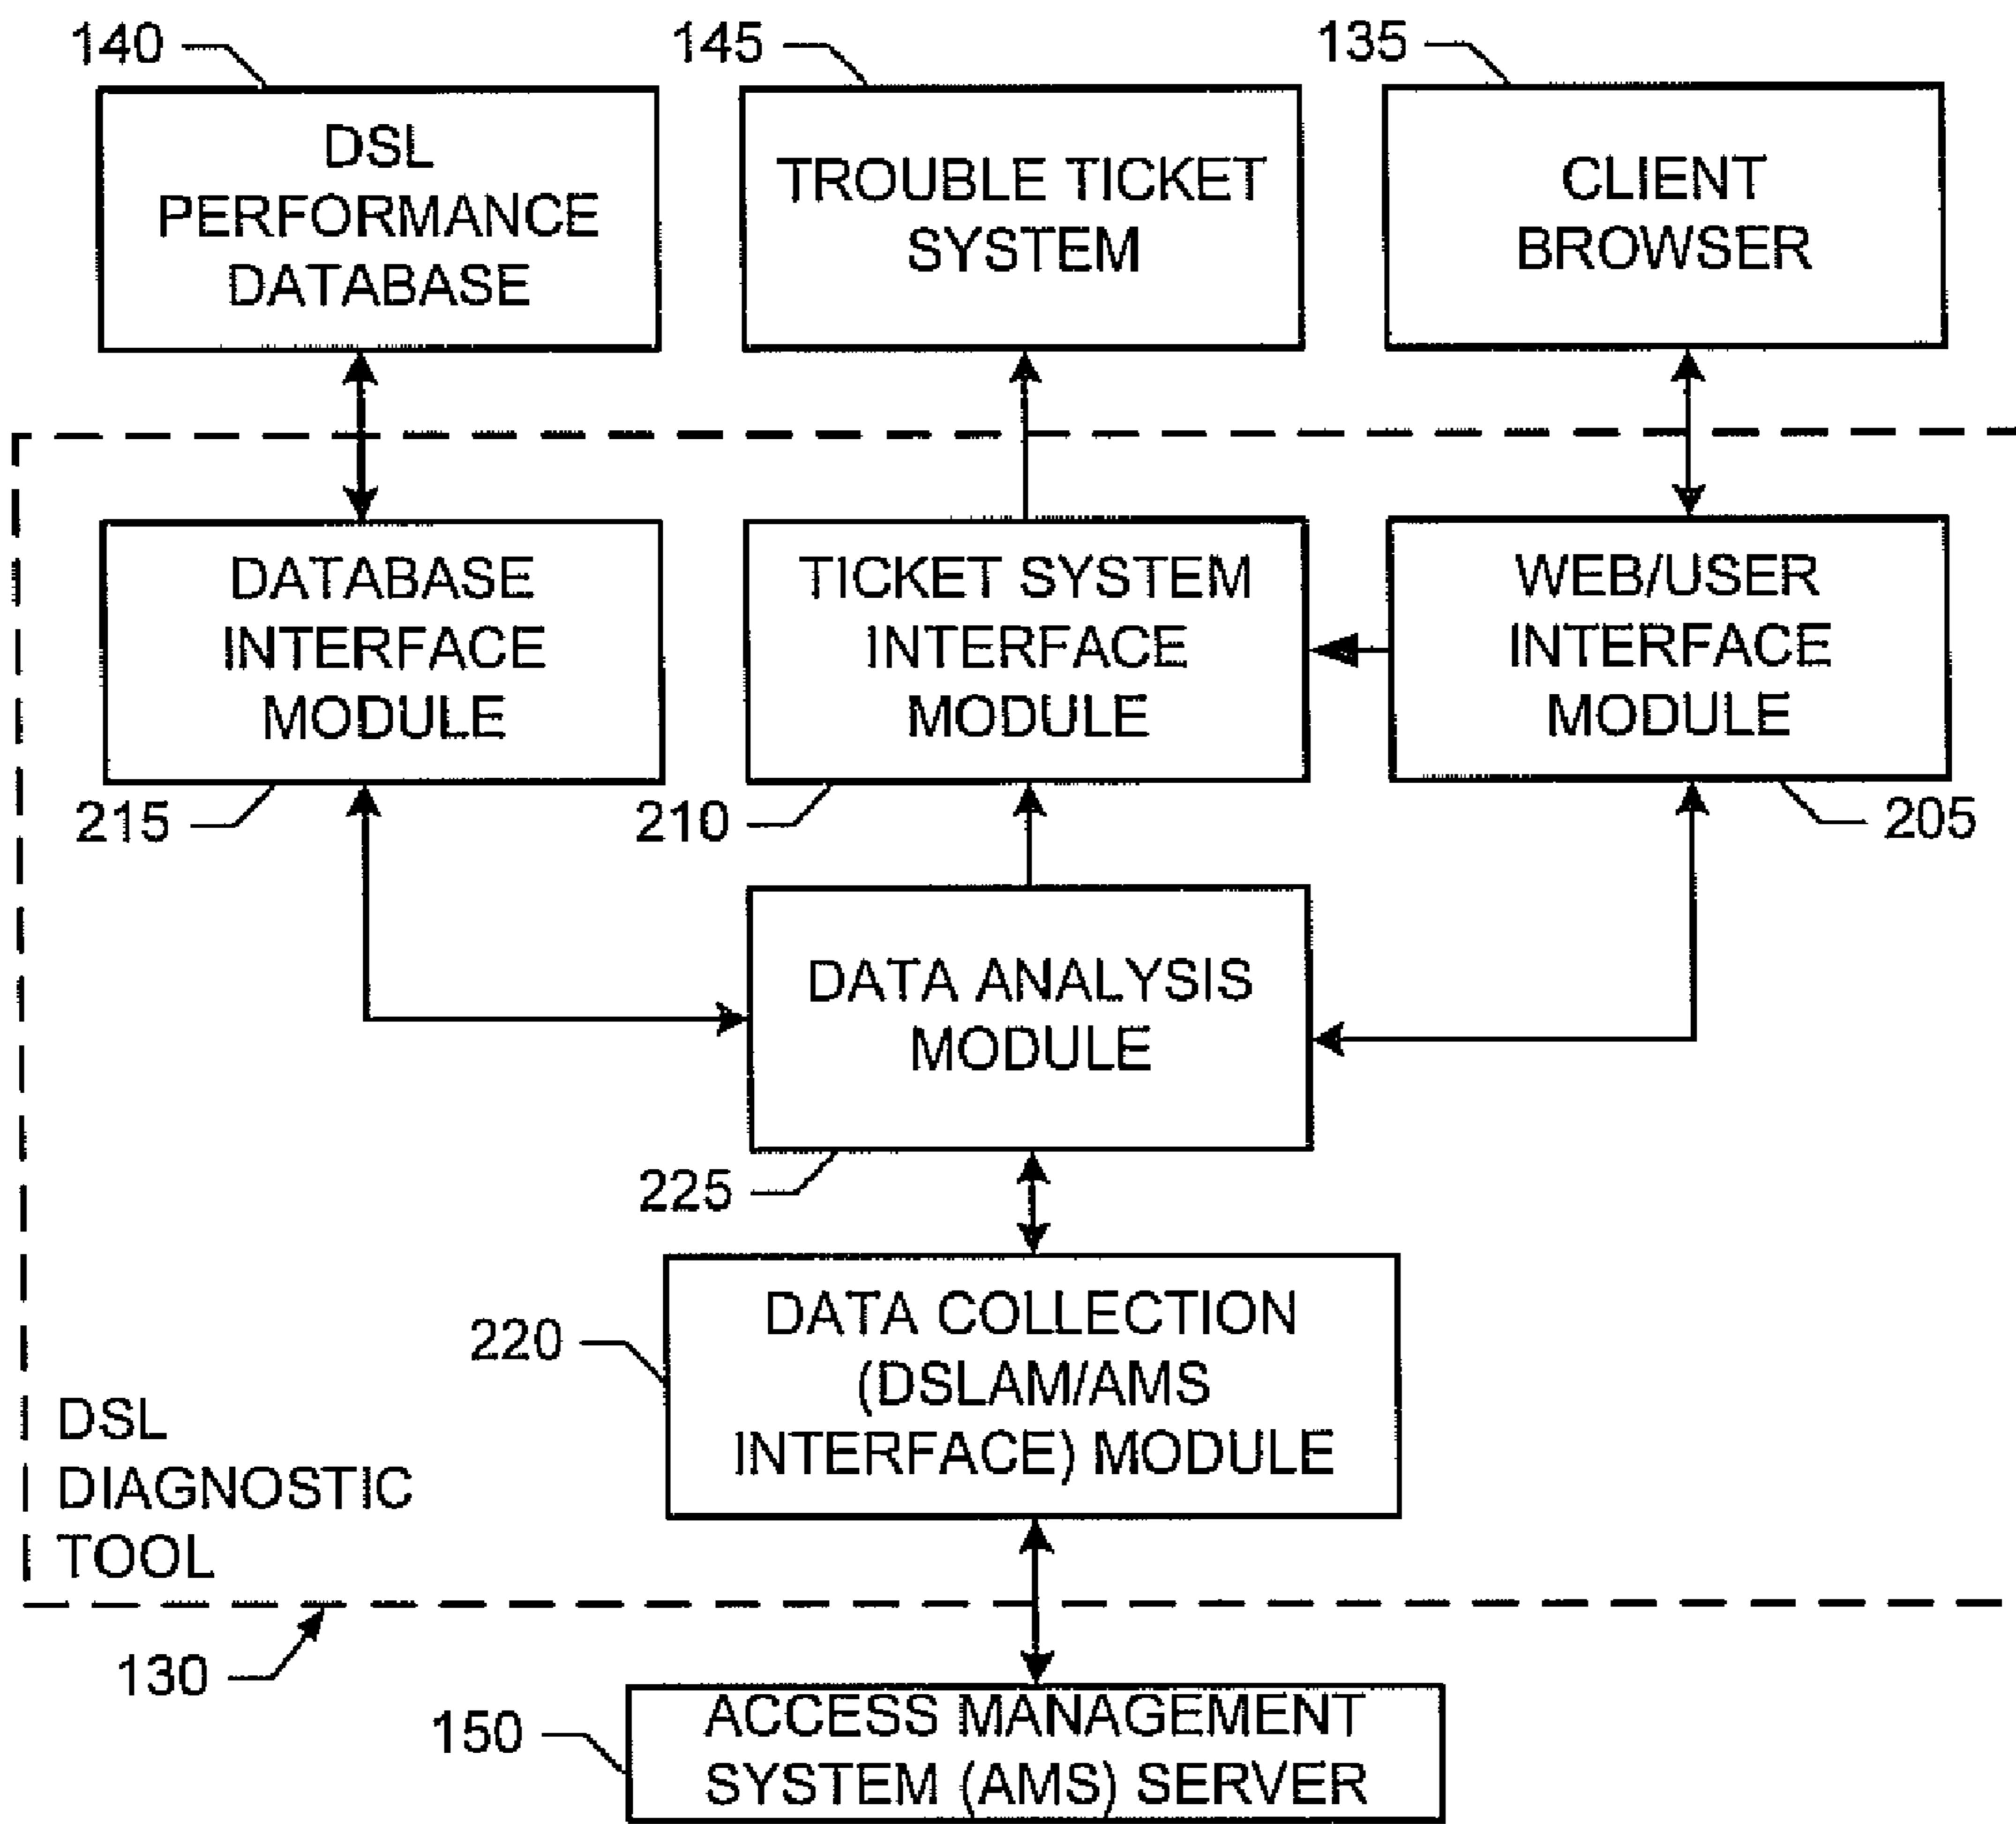 140
145
135
DSL
PERFORMANCE
DATABASE
TROUBLE TICKET
SYSTEM
CLIENT
BROWSER
DATABASE
INTERFACE
MODULE
TICKET SYSTEM
INTERFACE
MODULE
WEB/USER
INTERFACE
MODULE
215
210
205
DATA ANALYSIS
MODULE
225
220
DATA COLLECTION
(DSLAM/AMS
INTERFACE) MODULE
DSL
DIAGNOSTIC
TOOL
130
150
ACCESS MANAGEMENT
SYSTEM (AMS) SERVER